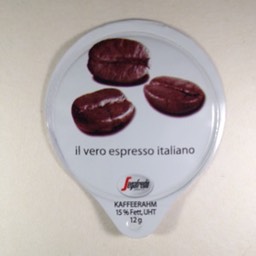 il vero espresso italiano
Segafredo
KAFFEERAHM
15 % Fett, UHT
12 g